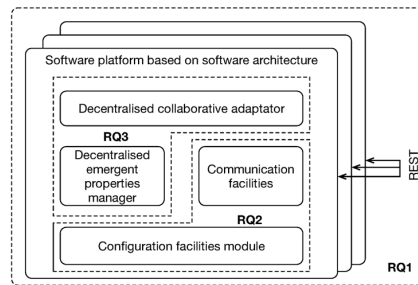 Software platform based on software architecture
Decentralised collaborative adaptator
RQ3
Decentralised
emergent
properties
manager
Communication
facilities
RQ2
Configuration facilities module
REST
RQ1